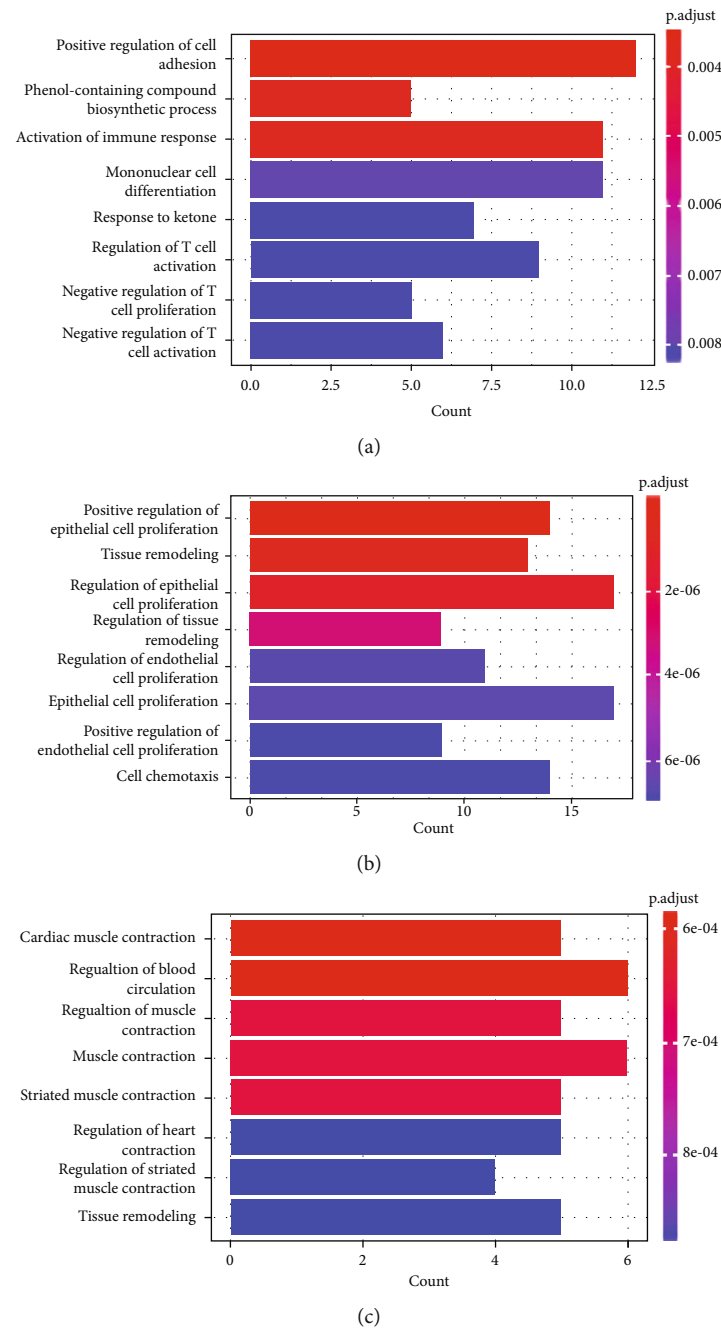 p.adjust
Positive regulation of cell
adhesion
Phenol-containing compound
biosynthetic process
Activation of immune response
Mononuclear cell
differentiation
Response to ketone
Regulation of T cell
activation
Negative regulation of T
cell proliferation
Negative regulation of T
cell activation
0.004
0.005
0.006
0.007
0.008
0.0 2.5 5.0 7.5 10.0 12.5
Count
(a)
p.adjust
Positive regulation of
epithelial cell proliferation
Tissue remodeling
Regulation of epithelial
cell proliferation
Regulation of tissue
remodeling
Regulation of endothelial
cell proliferation
Epithelial cell proliferation
Positive regulation of
endothelial cell proliferation
Cell chemotaxis
2e-06
4e-06
6e-06
0 5 10 15
Count
(b)
p.adjust
Cardiac muscle contraction
Regualtion of blood
circulation
Regualtion of muscle
contraction
Muscle contraction
Striated muscle contraction
Regulation of heart
contraction
Regulation of striated
muscle contraction
Tissue remodeling
6e-04
7e-04
8e-04
0 2 4 6
Count
(c)